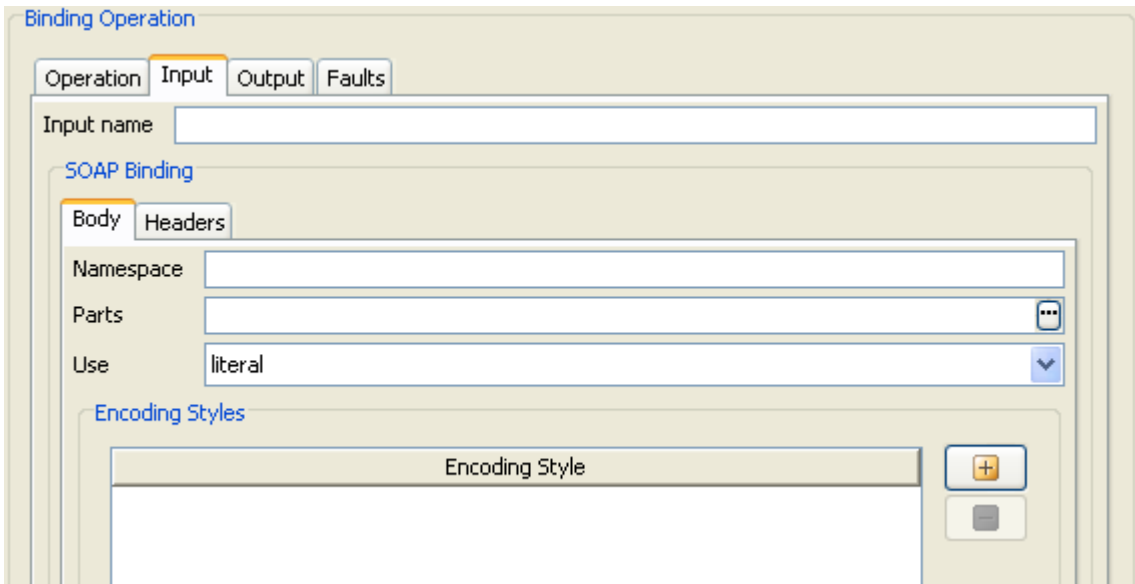 Binding Operation
Operation Input Output Faults
Input name
SOAP Binding
Body Headers
Namespace
Parts ...
Use literal
Encoding Styles
Encoding Style